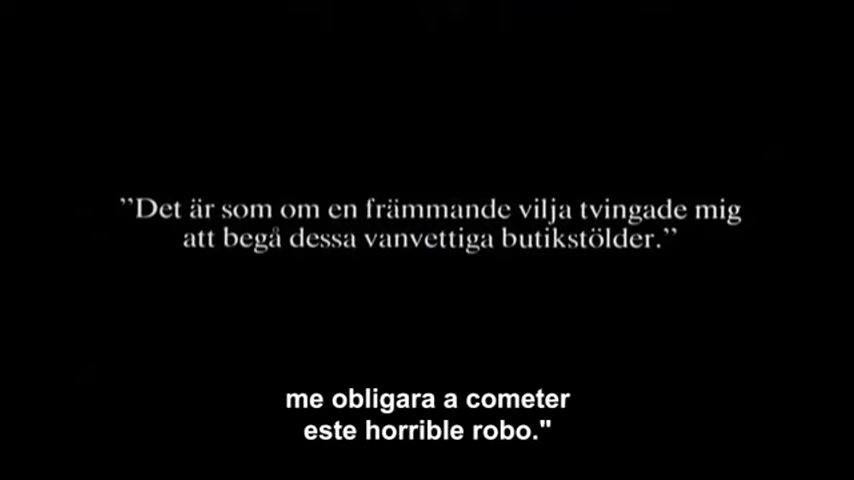 ”Det är som om en främmande vilja tvingade mig
att begå dessa vanvettiga butikstölder.”
me obligara a cometer
este horrible robo."